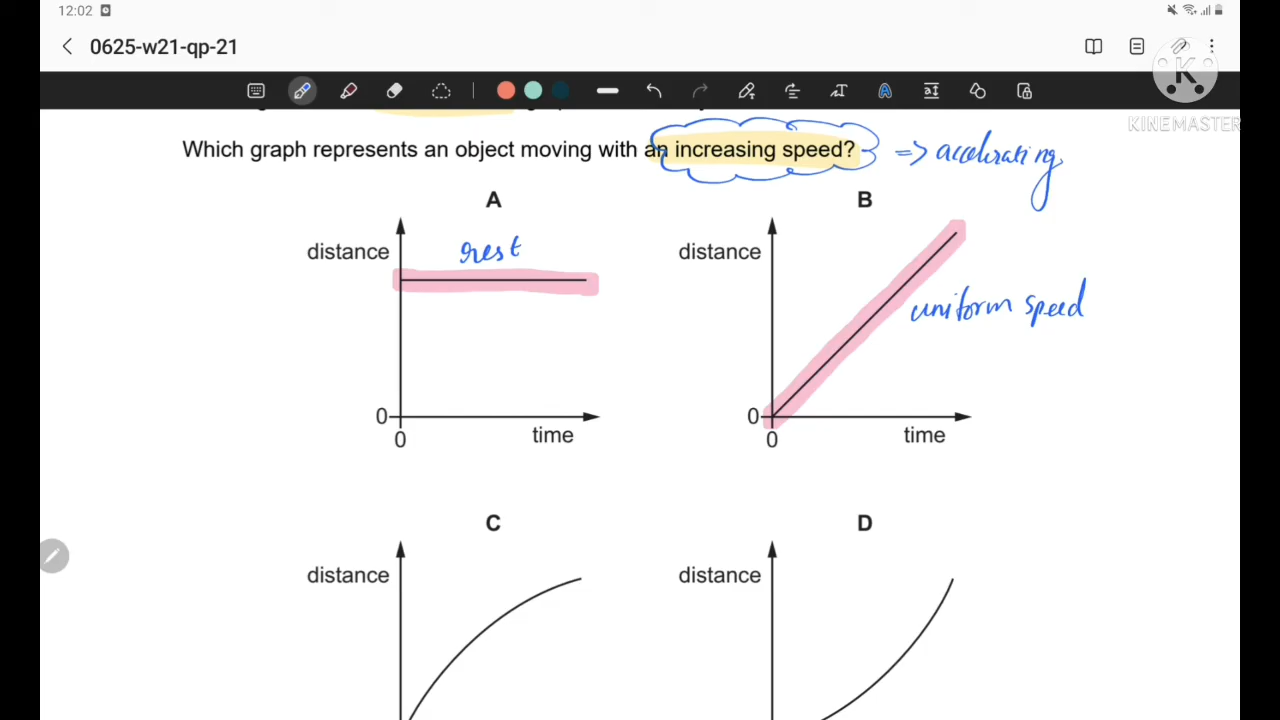 12:02
0625-w21-qp-21
KINEMASTER
Which graph represents an object moving with an increasing speed? => accelerating
A
B
distance
rest
distance
uniform speed
0
0
time
0
0
time
C
D
distance
distance